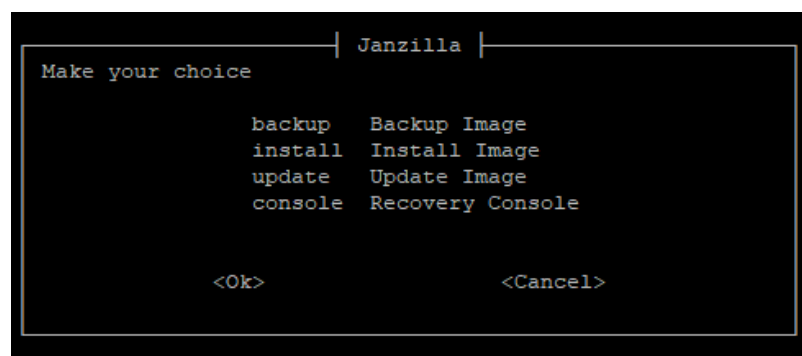 Janzilla
Make your choice
backup Backup Image
install Install Image
update Update Image
console Recovery Console
<Ok> <Cancel>